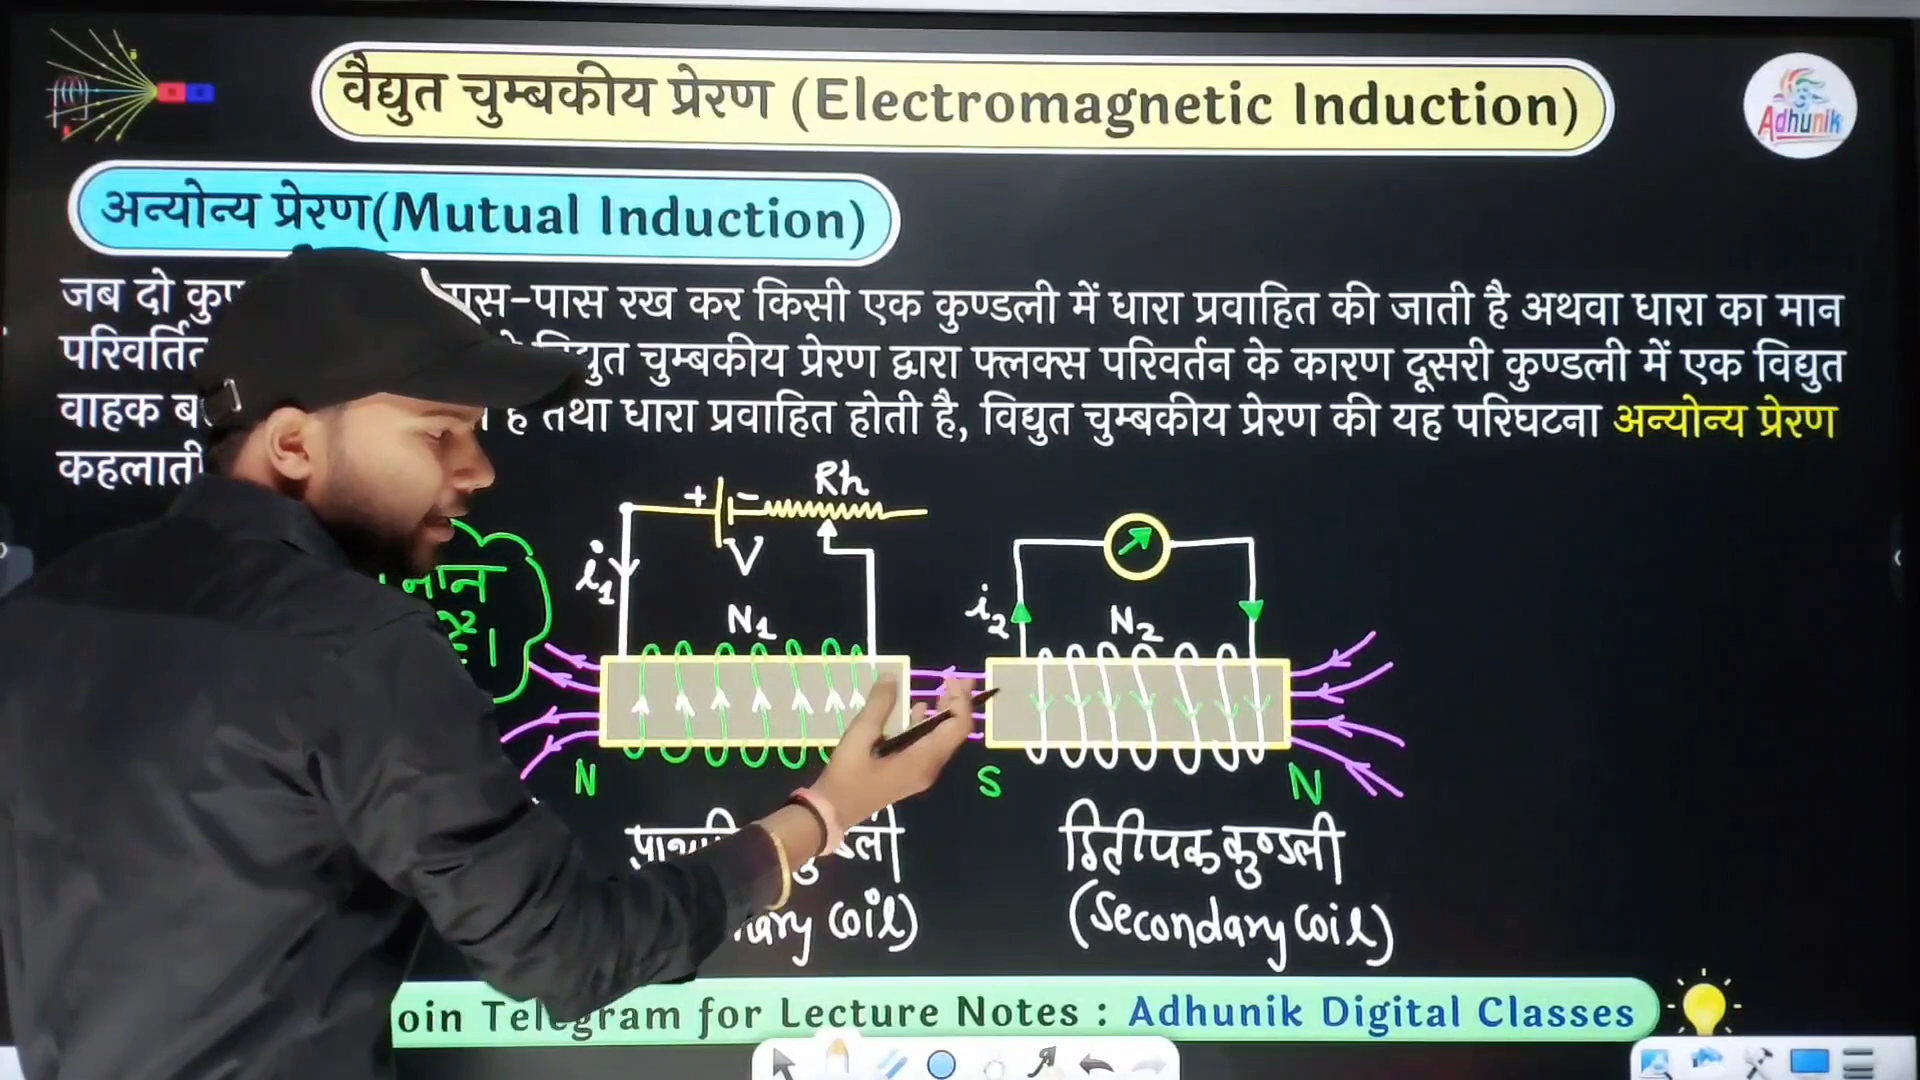 वैद्युत चुम्बकीय प्रेरण (Electromagnetic Induction)
Adhunik
अन्योन्य प्रेरण(Mutual Induction)
जब दो पास-पास रख कर किसी एक कुण्डली में धारा प्रवाहित की जाती है अथवा धारा का मान
चुम्बकीय प्रेरण द्वारा फ्लक्स परिवर्तन के कारण दूसरी कुण्डली में एक विद्युत
वाहक है तथा धारा प्रवाहित होती है, विद्युत चुम्बकीय प्रेरण की यह परिघटना अन्योन्य प्रेरण
कहलाती
Rh
+ -
V
i1
N1
i2
N2
N
S
N
द्वितीयक कुण्डली
coil)
(Secondary coil)
Telegram for Lecture Notes : Adhunik Digital Classes